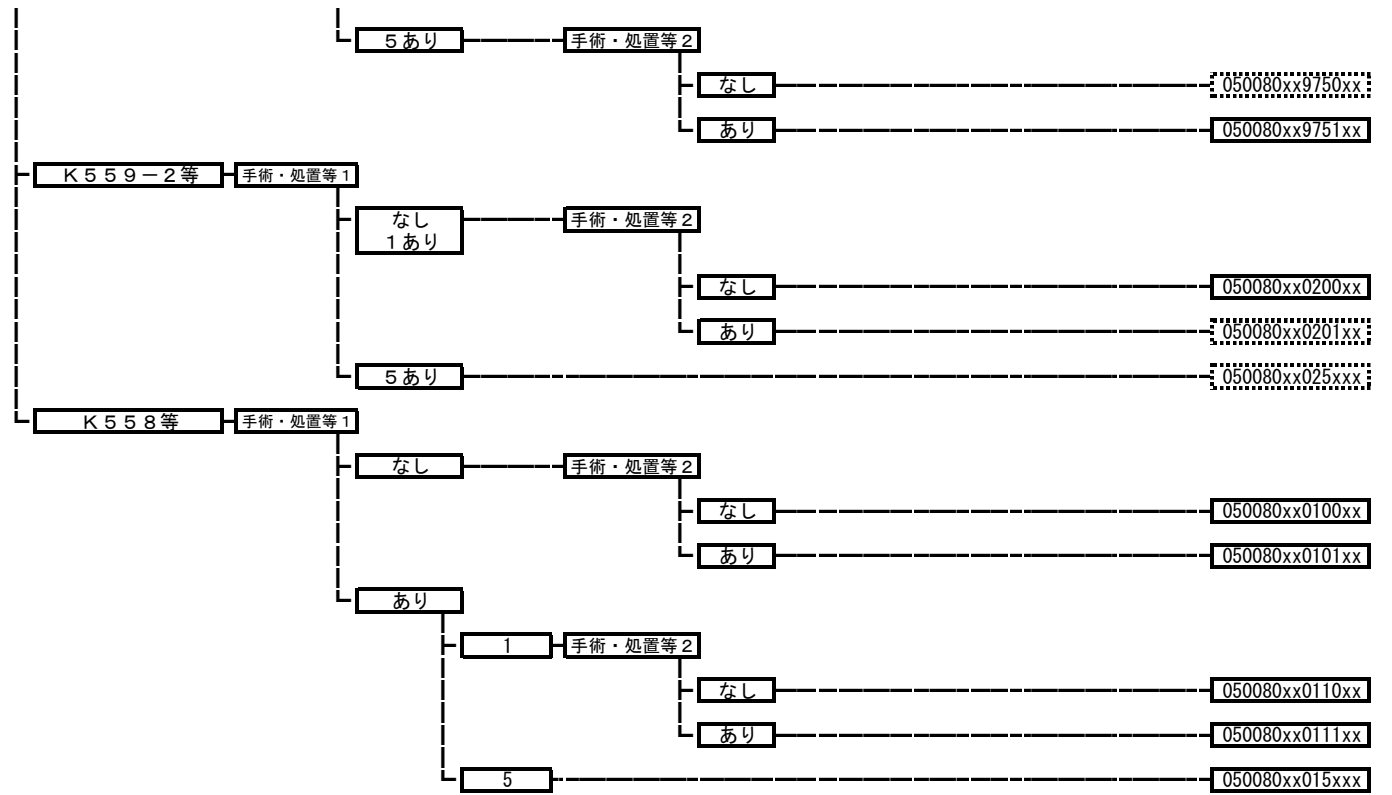 ５あり 手術・処置等２
なし 050080xx9750xx
あり 050080xx9751xx
Ｋ５５９－２等 手術・処置等１
なし 手術・処置等２
１あり
なし 050080xx0200xx
あり 050080xx0201xx
５あり 050080xx025xxx
Ｋ５５８等 手術・処置等１
なし 手術・処置等２
なし 050080xx0100xx
あり 050080xx0101xx
あり
1 手術・処置等２
なし 050080xx0110xx
あり 050080xx0111xx
5 050080xx015xxx